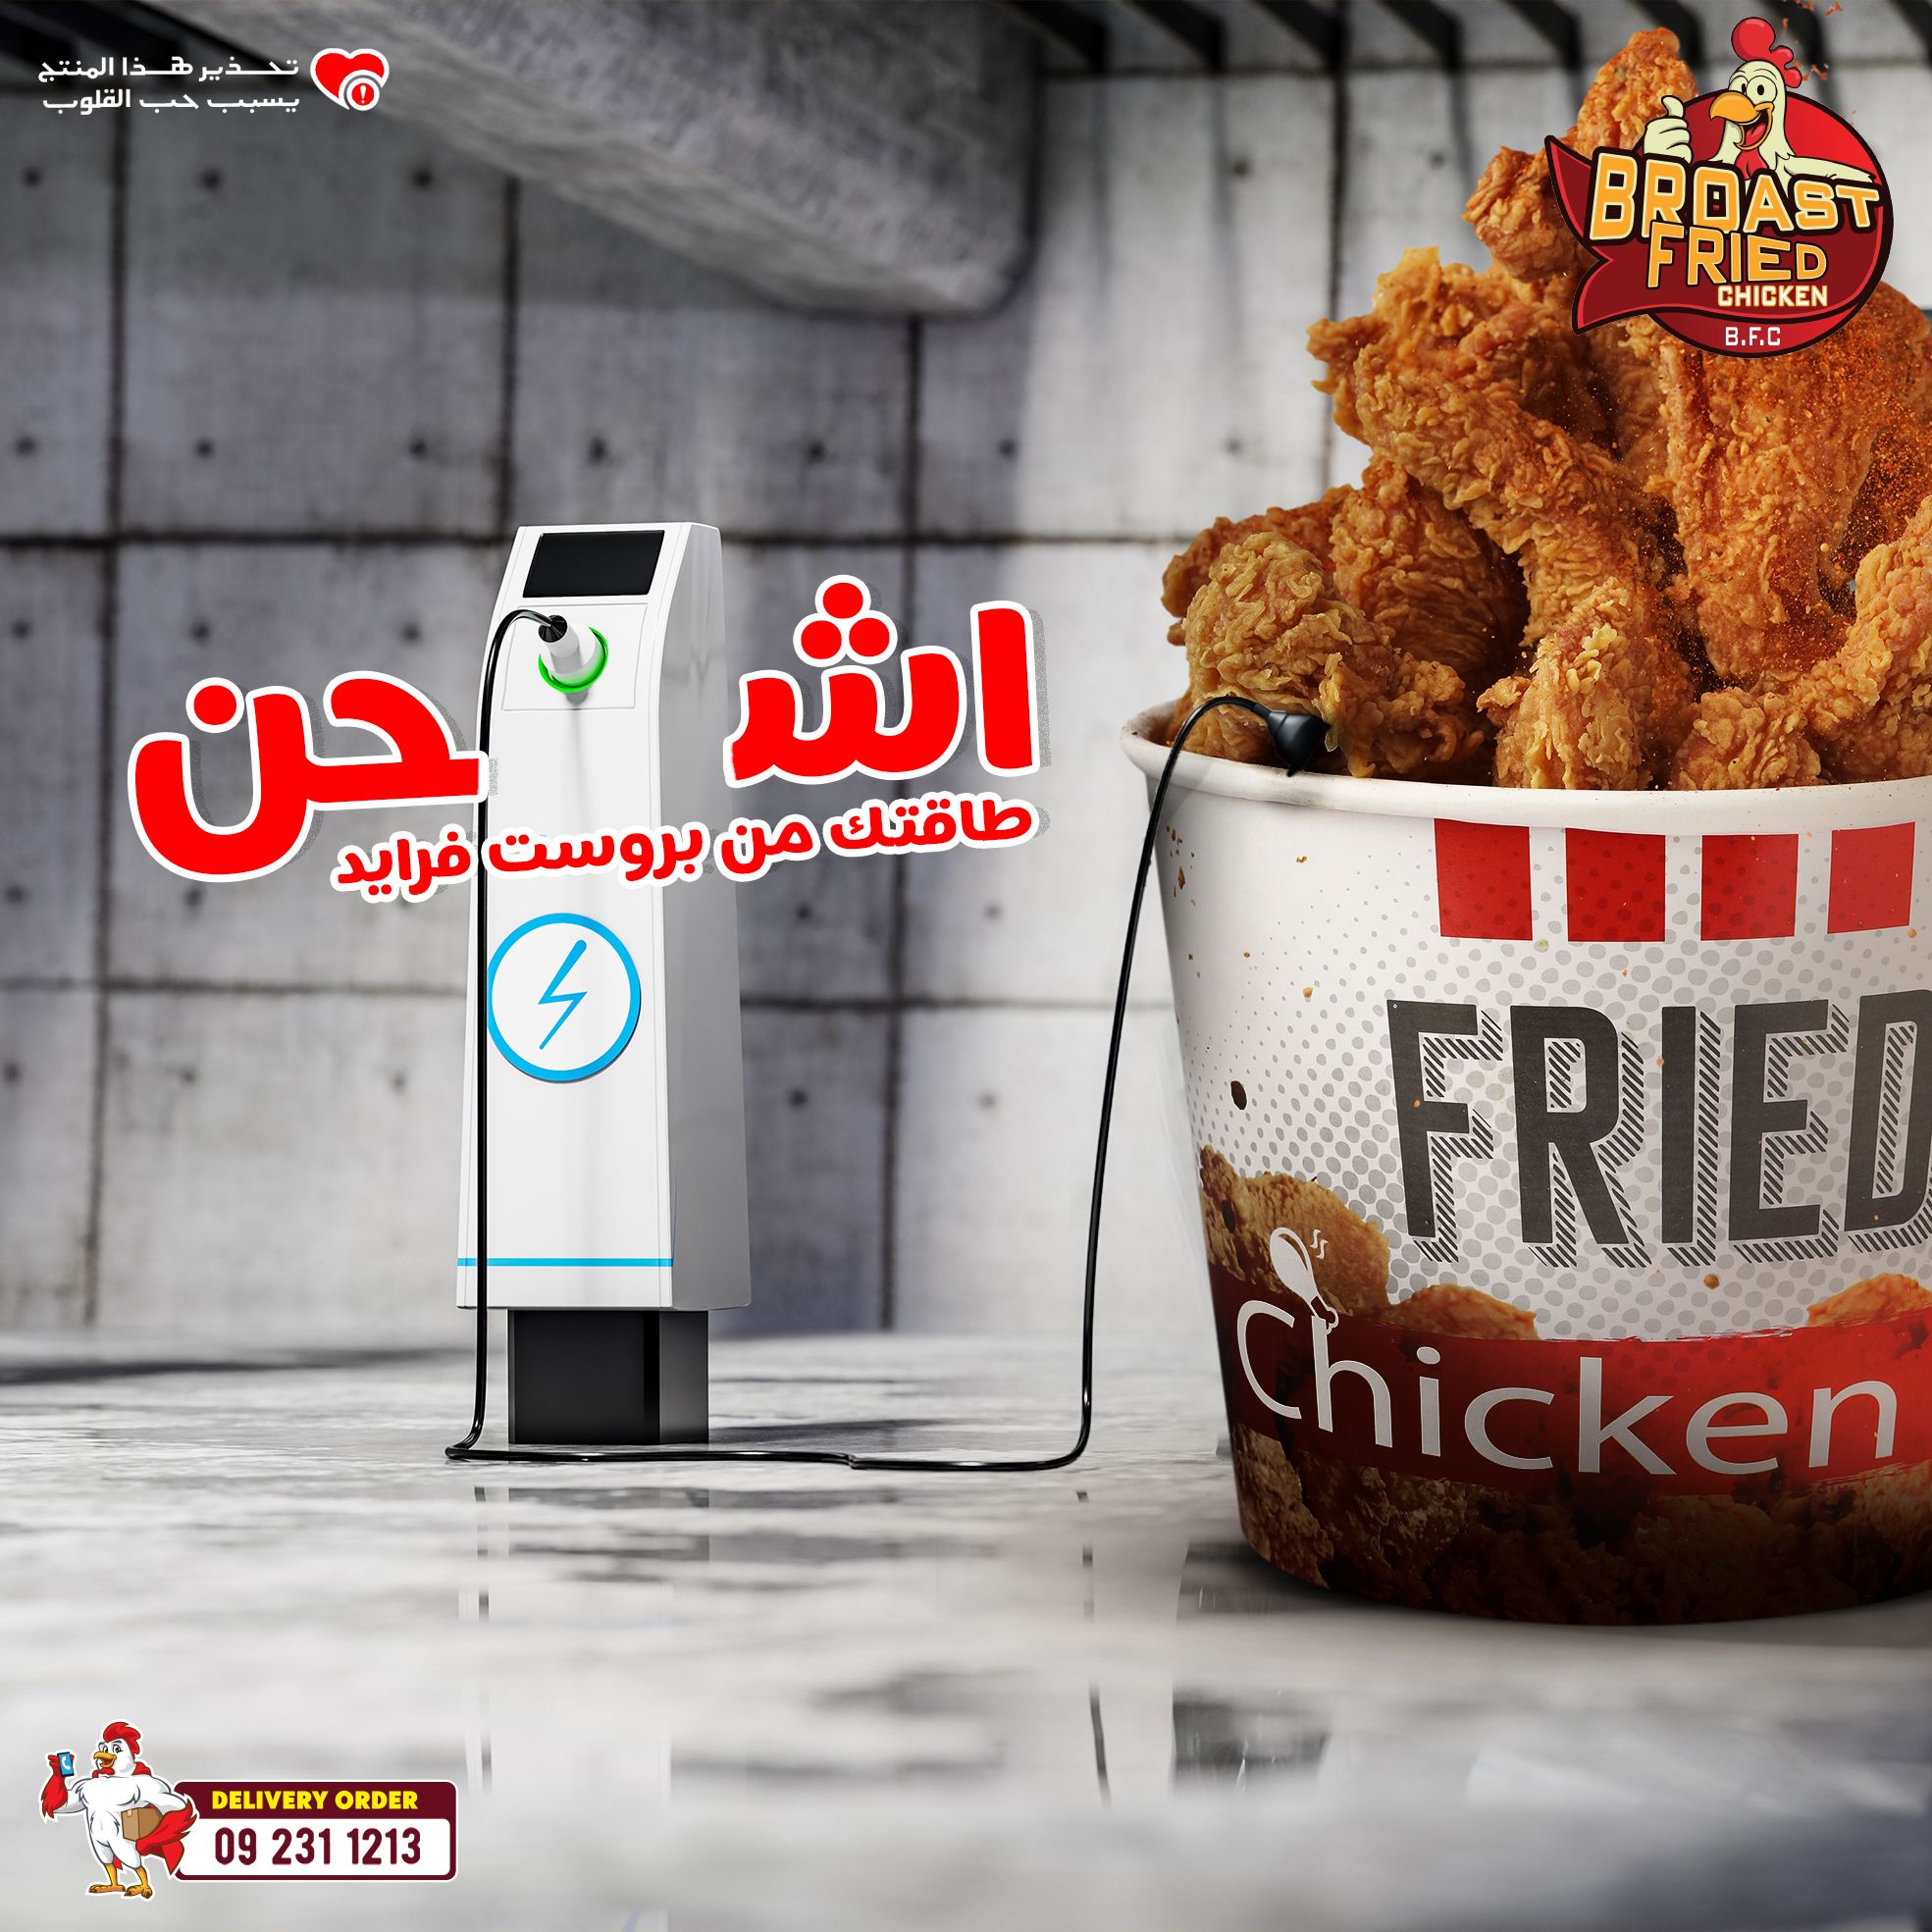 تحذير هذا المنتج
يسبب حب القلوب
BROAST
FRIED
CHICKEN
B.F.C
اشحن
طاقتك من بروست فرايد
FRIED
Chicken
DELIVERY ORDER
09 231 1213